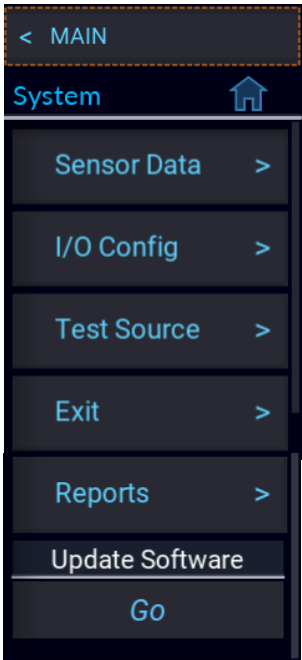 < MAIN
System
Sensor Data >
I/O Config >
Test Source >
Exit >
Reports >
Update Software
Go